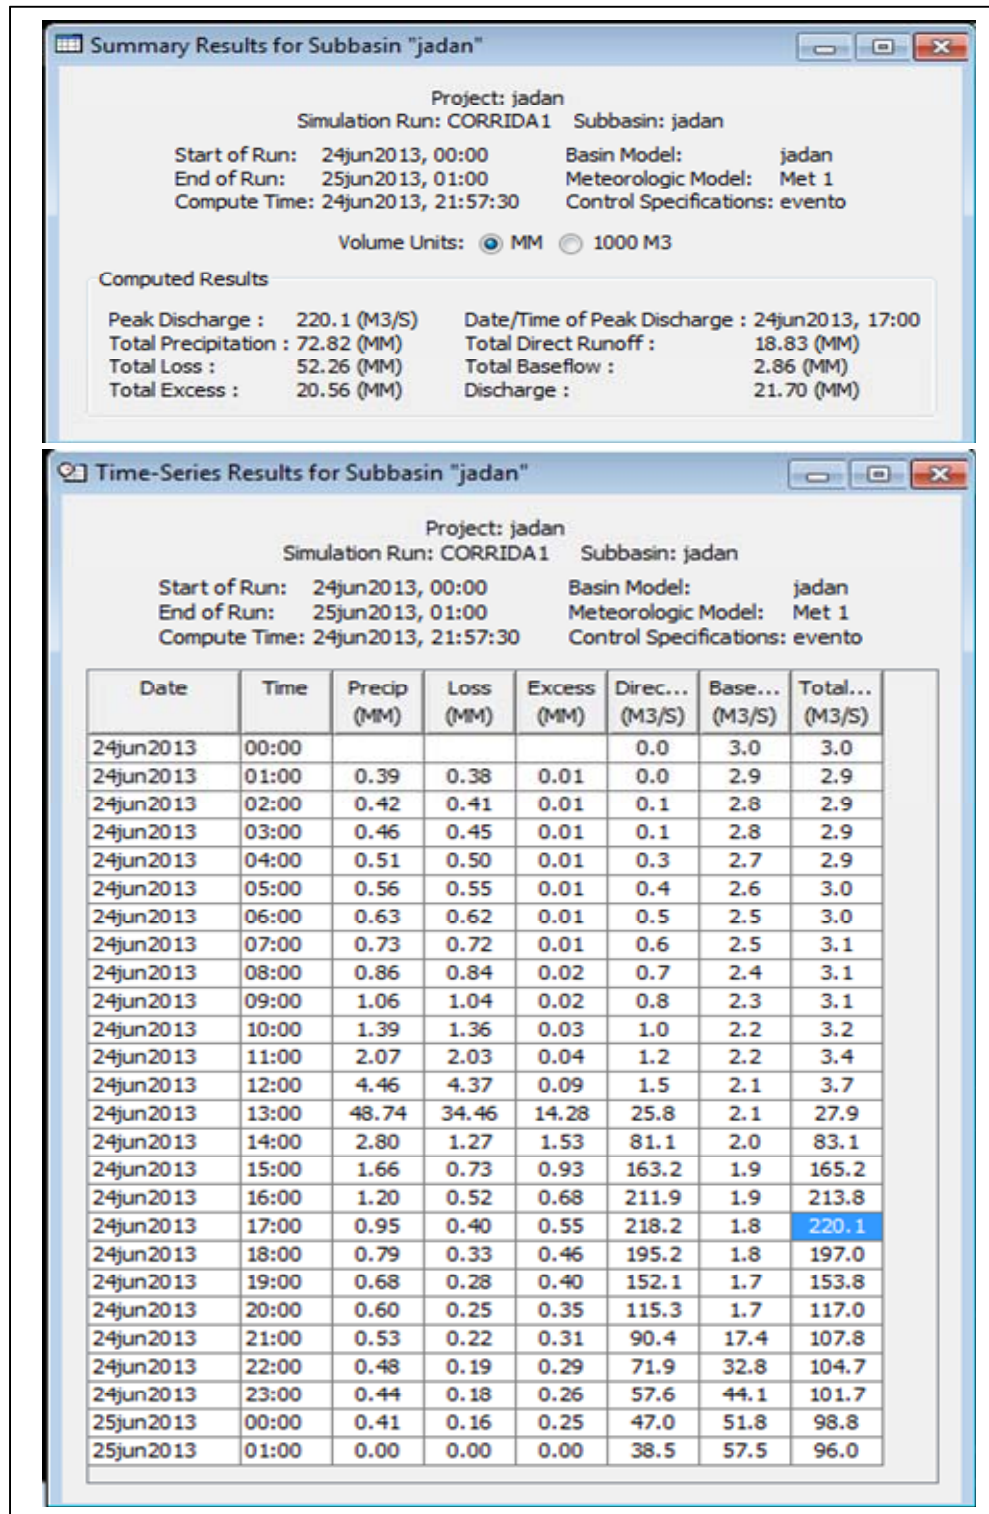 Summary Results for Subbasin "jadan"
Project: jadan
Simulation Run: CORRIDA1 Subbasin: jadan
Start of Run: 24jun2013, 00:00 Basin Model: jadan
End of Run: 25jun2013, 01:00 Meteorologic Model: Met 1
Compute Time: 24jun2013, 21:57:30 Control Specifications: evento
Volume Units: MM 1000 M3
Computed Results
Peak Discharge : 220.1 (M3/S) Date/Time of Peak Discharge : 24jun2013, 17:00
Total Precipitation : 72.82 (MM) Total Direct Runoff : 18.83 (MM)
Total Loss : 52.26 (MM) Total Baseflow : 2.86 (MM)
Total Excess : 20.56 (MM) Discharge : 21.70 (MM)
Time-Series Results for Subbasin "jadan"
Project: jadan
Simulation Run: CORRIDA1 Subbasin: jadan
Start of Run: 24jun2013, 00:00 Basin Model: jadan
End of Run: 25jun2013, 01:00 Meteorologic Model: Met 1
Compute Time: 24jun2013, 21:57:30 Control Specifications: evento
Date Time Precip Loss Excess Direc... Base... Total...
(MM) (MM) (MM) (M3/S) (M3/S) (M3/S)
24jun2013 00:00 0.0 3.0 3.0
24jun2013 01:00 0.39 0.38 0.01 0.0 2.9 2.9
24jun2013 02:00 0.42 0.41 0.01 0.1 2.8 2.9
24jun2013 03:00 0.46 0.45 0.01 0.1 2.8 2.9
24jun2013 04:00 0.51 0.50 0.01 0.3 2.7 2.9
24jun2013 05:00 0.56 0.55 0.01 0.4 2.6 3.0
24jun2013 06:00 0.63 0.62 0.01 0.5 2.5 3.0
24jun2013 07:00 0.73 0.72 0.01 0.6 2.5 3.1
24jun2013 08:00 0.86 0.84 0.02 0.7 2.4 3.1
24jun2013 09:00 1.06 1.04 0.02 0.8 2.3 3.1
24jun2013 10:00 1.39 1.36 0.03 1.0 2.2 3.2
24jun2013 11:00 2.07 2.03 0.04 1.2 2.2 3.4
24jun2013 12:00 4.46 4.37 0.09 1.5 2.1 3.7
24jun2013 13:00 48.74 34.46 14.28 25.8 2.1 27.9
24jun2013 14:00 2.80 1.27 1.53 81.1 2.0 83.1
24jun2013 15:00 1.66 0.73 0.93 163.2 1.9 165.2
24jun2013 16:00 1.20 0.52 0.68 211.9 1.9 213.8
24jun2013 17:00 0.95 0.40 0.55 218.2 1.8 220.1
24jun2013 18:00 0.79 0.33 0.46 195.2 1.8 197.0
24jun2013 19:00 0.68 0.28 0.40 152.1 1.7 153.8
24jun2013 20:00 0.60 0.25 0.35 115.3 1.7 117.0
24jun2013 21:00 0.53 0.22 0.31 90.4 17.4 107.8
24jun2013 22:00 0.48 0.19 0.29 71.9 32.8 104.7
24jun2013 23:00 0.44 0.18 0.26 57.6 44.1 101.7
25jun2013 00:00 0.41 0.16 0.25 47.0 51.8 98.8
25jun2013 01:00 0.00 0.00 0.00 38.5 57.5 96.0